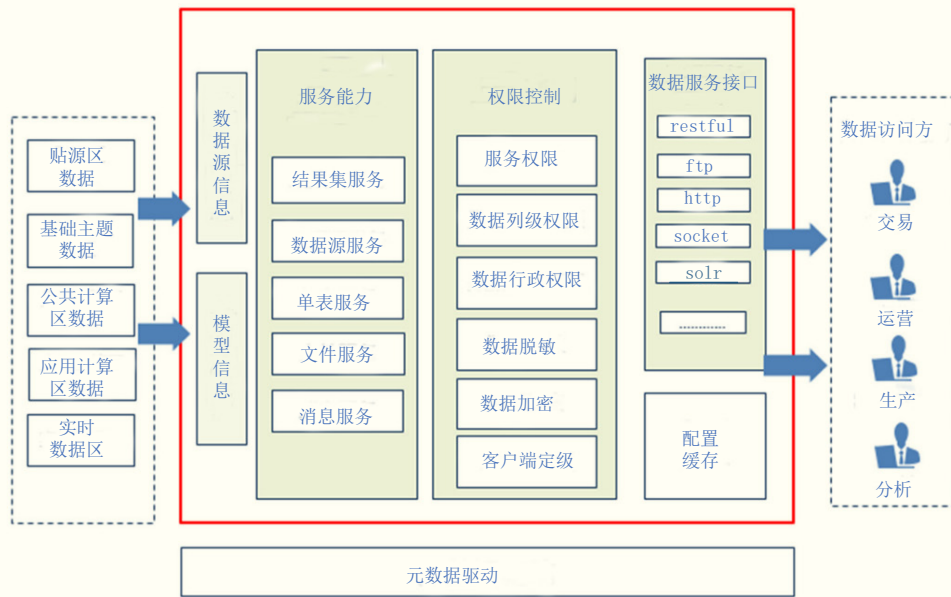 贴源区
数据
基础主题
数据
公共计算
区数据
应用计算
区数据
实时
数据区
数
据
源
信
息
模
型
信
息
服务能力
结果集服务
数据源服务
单表服务
文件服务
消息服务
权限控制
服务权限
数据列级权限
数据行政权限
数据脱敏
数据加密
客户端定级
数据服务接口
restful
ftp
http
socket
solr
............
配置
缓存
数据访问方
交易
运营
生产
分析
元数据驱动